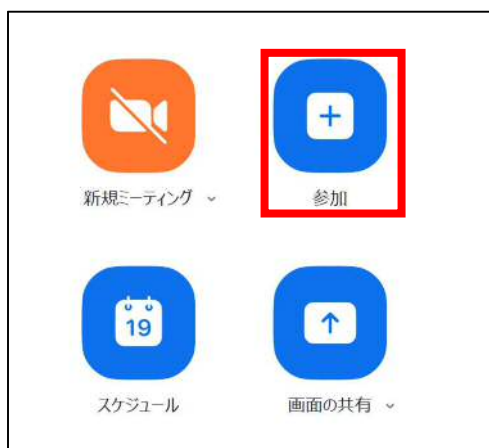 新規ミーティング
参加
19
スケジュール
画面の共有